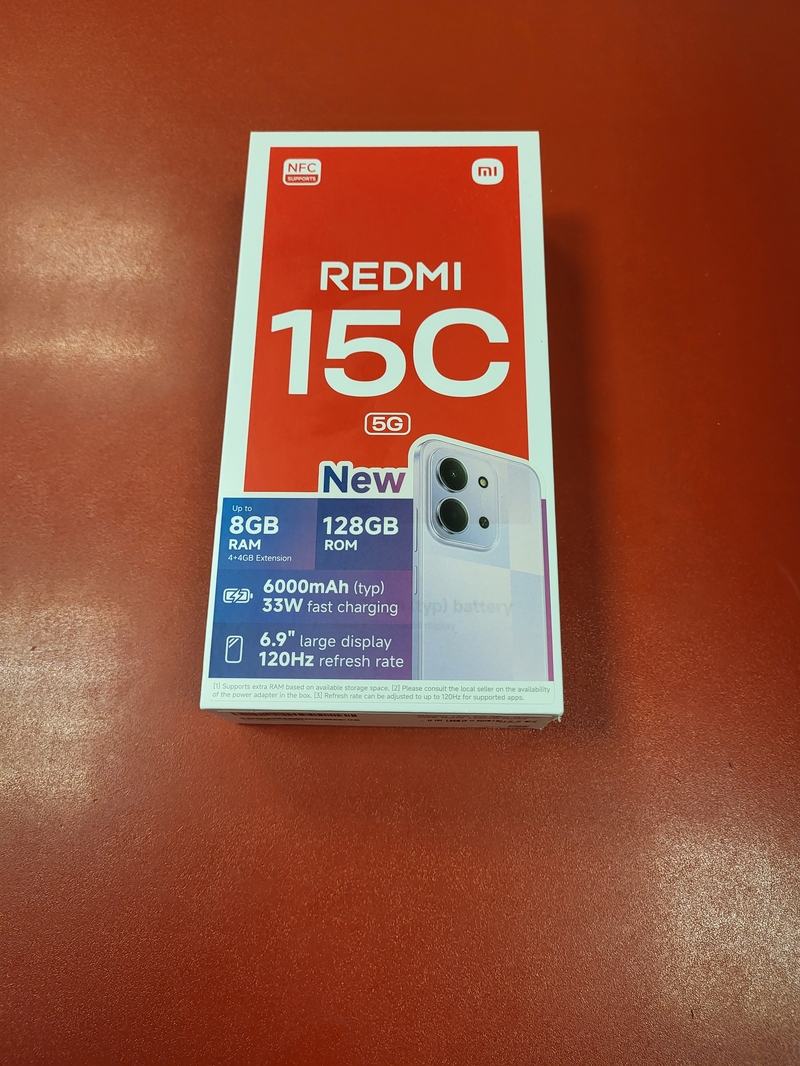 NFC
SUPPORTS
mi
REDMI
15C
5G
New
Up to
8GB
RAM
4+4GB Extension
128GB
ROM
6000mAh (typ)
33W fast charging
(typ) battery
6.9" large display
120Hz refresh rate
[1] Supports extra RAM based on available storage space. [2] Please consult the local seller on the availability
of the power adapter in the box. [3] Refresh rate can be adjusted to up to 120Hz for supported apps.